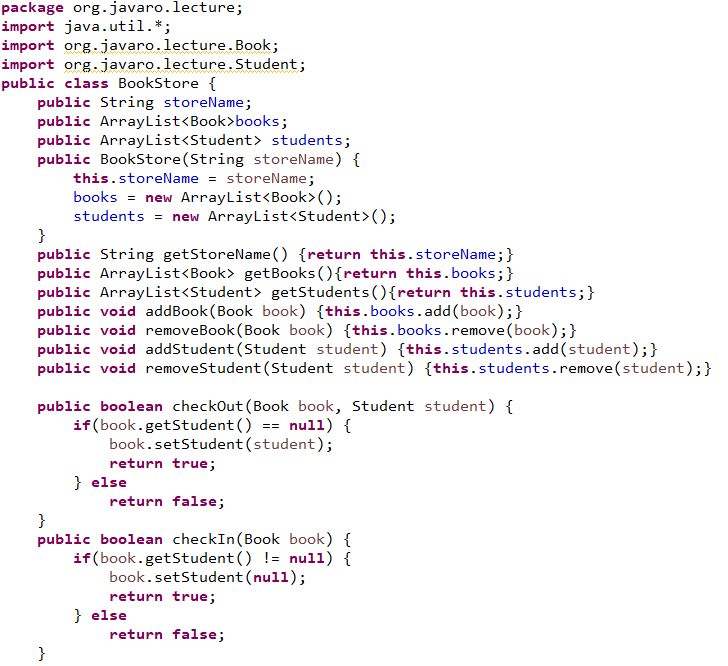 package org.javaro.lecture;
import java.util.*;
import org.javaro.lecture.Book;
import org.javaro.lecture.Student;
public class BookStore {
    public String storeName;
    public ArrayList<Book>books;
    public ArrayList<Student> students;
    public BookStore(String storeName) {
        this.storeName = storeName;
        books = new ArrayList<Book>();
        students = new ArrayList<Student>();
    }
    public String getStoreName() {return this.storeName;}
    public ArrayList<Book> getBooks(){return this.books;}
    public ArrayList<Student> getStudents(){return this.students;}
    public void addBook(Book book) {this.books.add(book);}
    public void removeBook(Book book) {this.books.remove(book);}
    public void addStudent(Student student) {this.students.add(student);}
    public void removeStudent(Student student) {this.students.remove(student);}

    public boolean checkOut(Book book, Student student) {
        if(book.getStudent() == null) {
            book.setStudent(student);
            return true;
        } else
            return false;
    }
    public boolean checkIn(Book book) {
        if(book.getStudent() != null) {
            book.setStudent(null);
            return true;
        } else
            return false;
    }